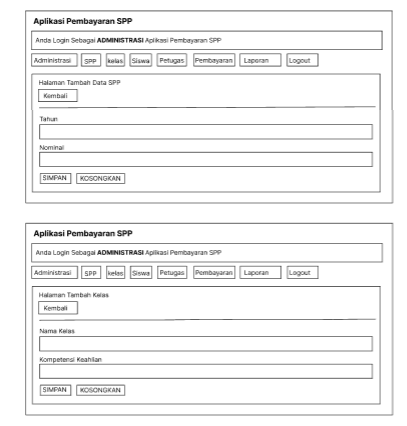 Aplikasi Pembayaran SPP
Anda Login Sebagai ADMINISTRASI Aplikasi Pembayaran SPP
Administrasi SPP kelas Siswa Petugas Pembayaran Laporan Logout
Halaman Tambah Data SPP
Kembali
Tahun
Nominal
SIMPAN KOSONGKAN
Aplikasi Pembayaran SPP
Anda Login Sebagai ADMINISTRASI Aplikasi Pembayaran SPP
Administrasi SPP kelas Siswa Petugas Pembayaran Laporan Logout
Halaman Tambah Kelas
Kembali
Nama Kelas
Kompetensi Keahlian
SIMPAN KOSONGKAN